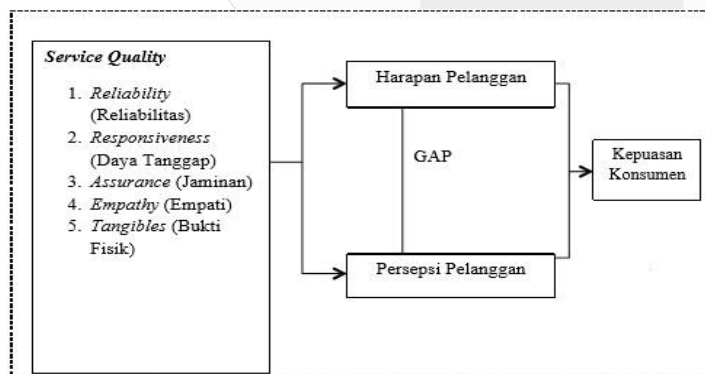 Service Quality
1. Reliability
(Reliabilitas)
2. Responsiveness
(Daya Tanggap)
3. Assurance (Jaminan)
4. Empathy (Empati)
5. Tangibles (Bukti
Fisik)
Harapan Pelanggan
GAP
Persepsi Pelanggan
Kepuasan
Konsumen